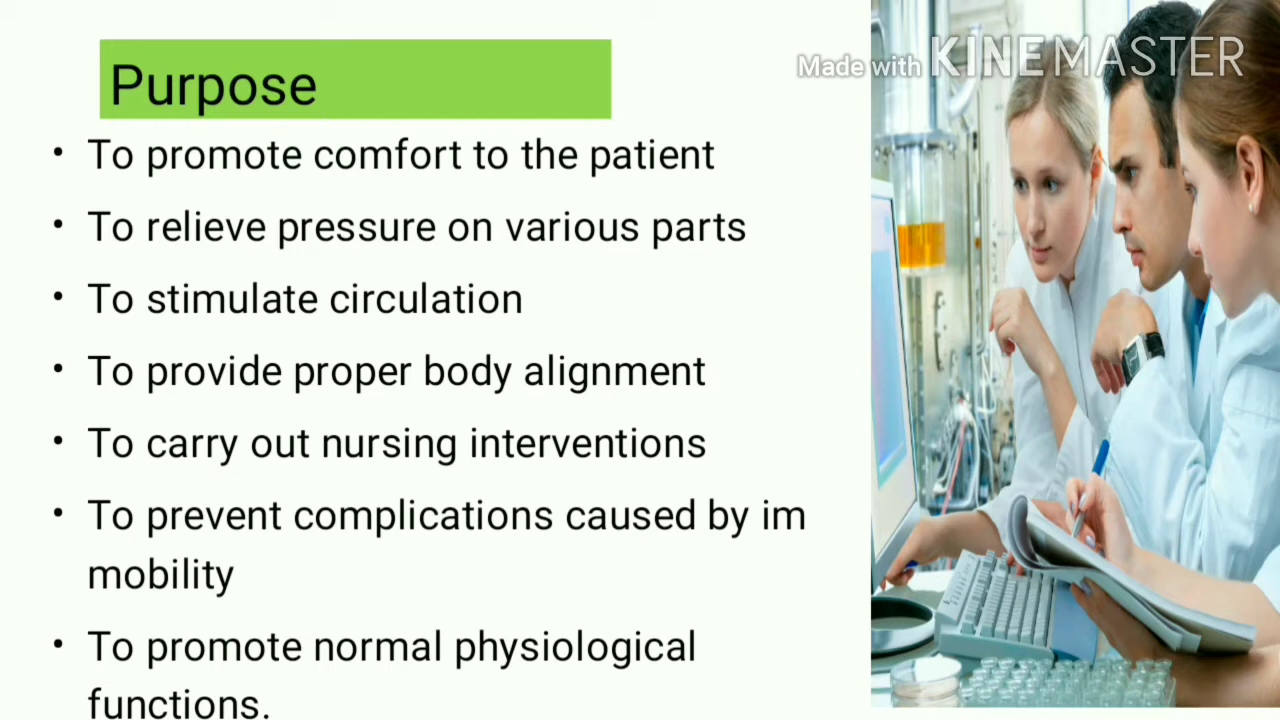 Made with KINEMASTER
Purpose
• To promote comfort to the patient
• To relieve pressure on various parts
• To stimulate circulation
• To provide proper body alignment
• To carry out nursing interventions
• To prevent complications caused by im
mobility
• To promote normal physiological
functions.